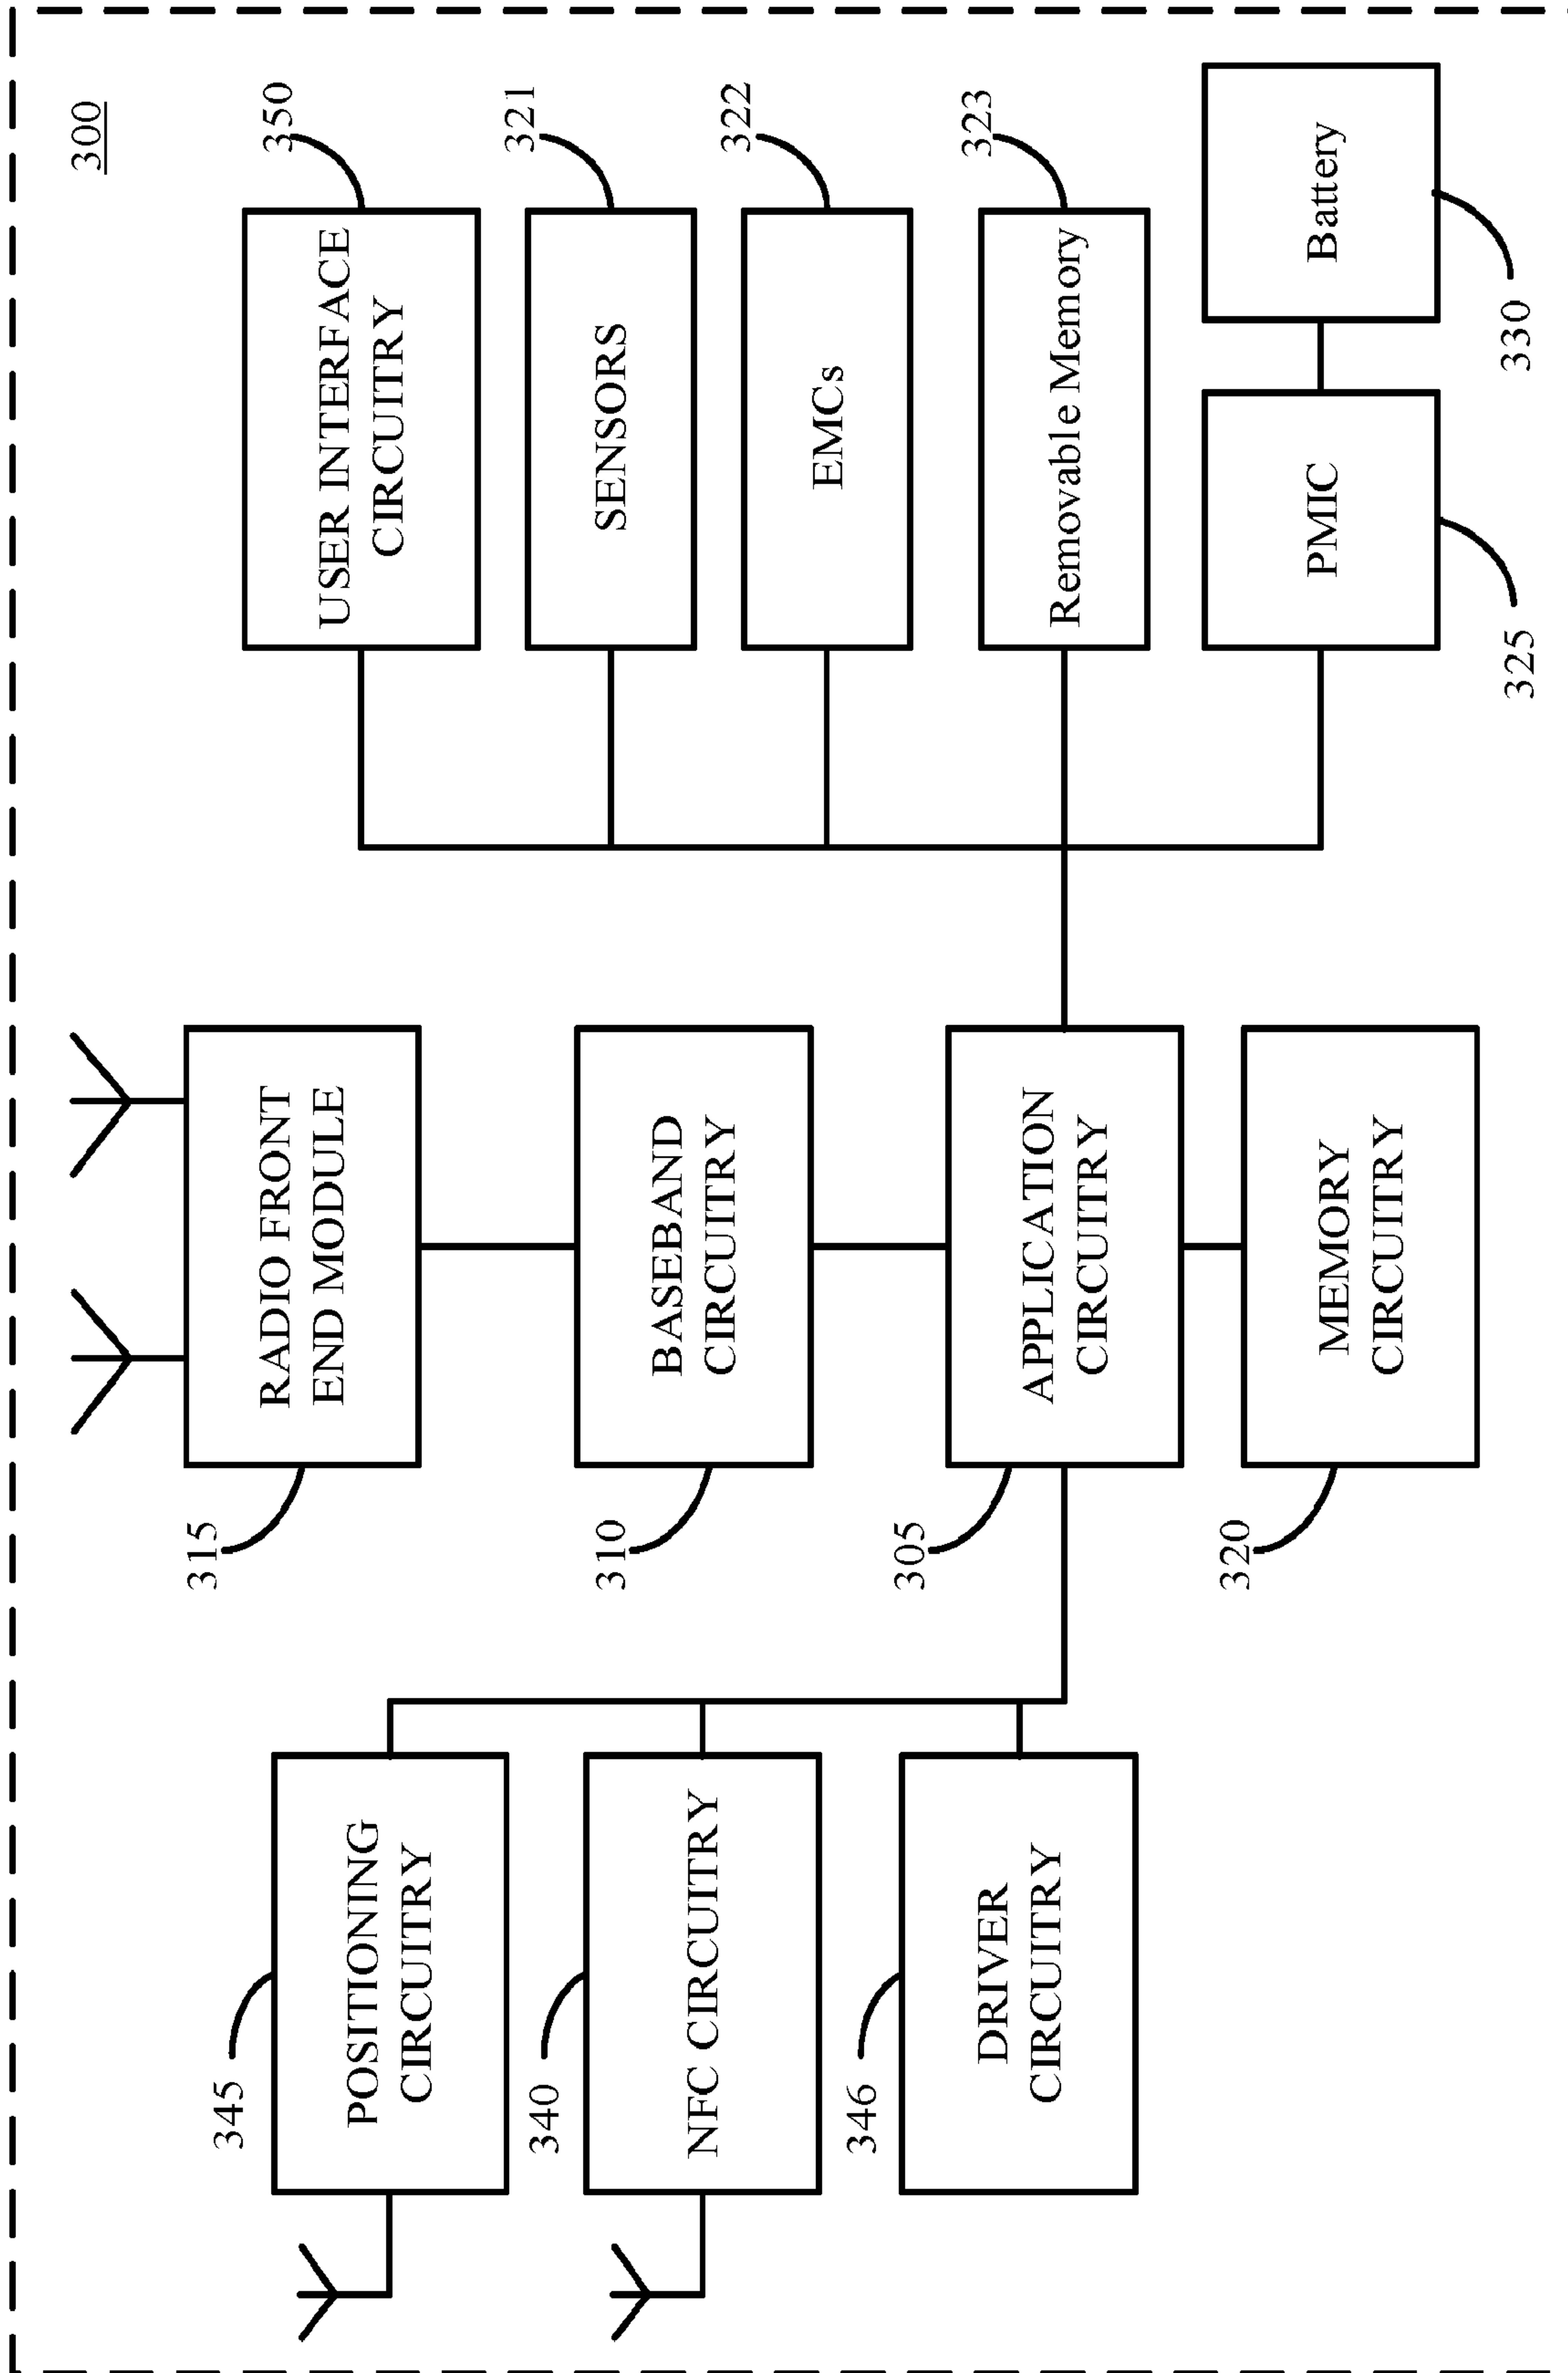 300
345
POSITIONING
CIRCUITRY
340
NFC CIRCUITRY
346
DRIVER
CIRCUITRY
315
RADIO FRONT
END MODULE
310
BASEBAND
CIRCUITRY
305
APPLICATION
CIRCUITRY
320
MEMORY
CIRCUITRY
350
USER INTERFACE
CIRCUITRY
321
SENSORS
322
EMCs
323
Removable Memory
PMIC
325
Battery
330